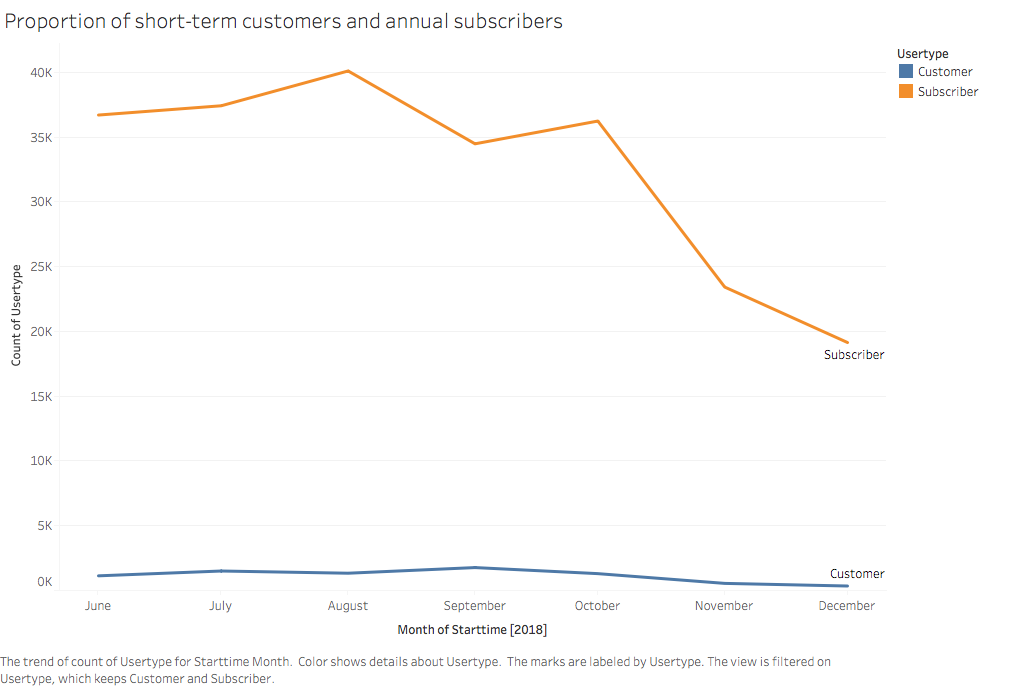 Proportion of short-term customers and annual subscribers
Usertype
Customer
Subscriber
40K
35K
30K
25K
20K
15K
10K
5K
0K
Count of Usertype
Subscriber
Customer
June July August September October November December
Month of Starttime [2018]
The trend of count of Usertype for Starttime Month.  Color shows details about Usertype.  The marks are labeled by Usertype. The view is filtered on
Usertype, which keeps Customer and Subscriber.